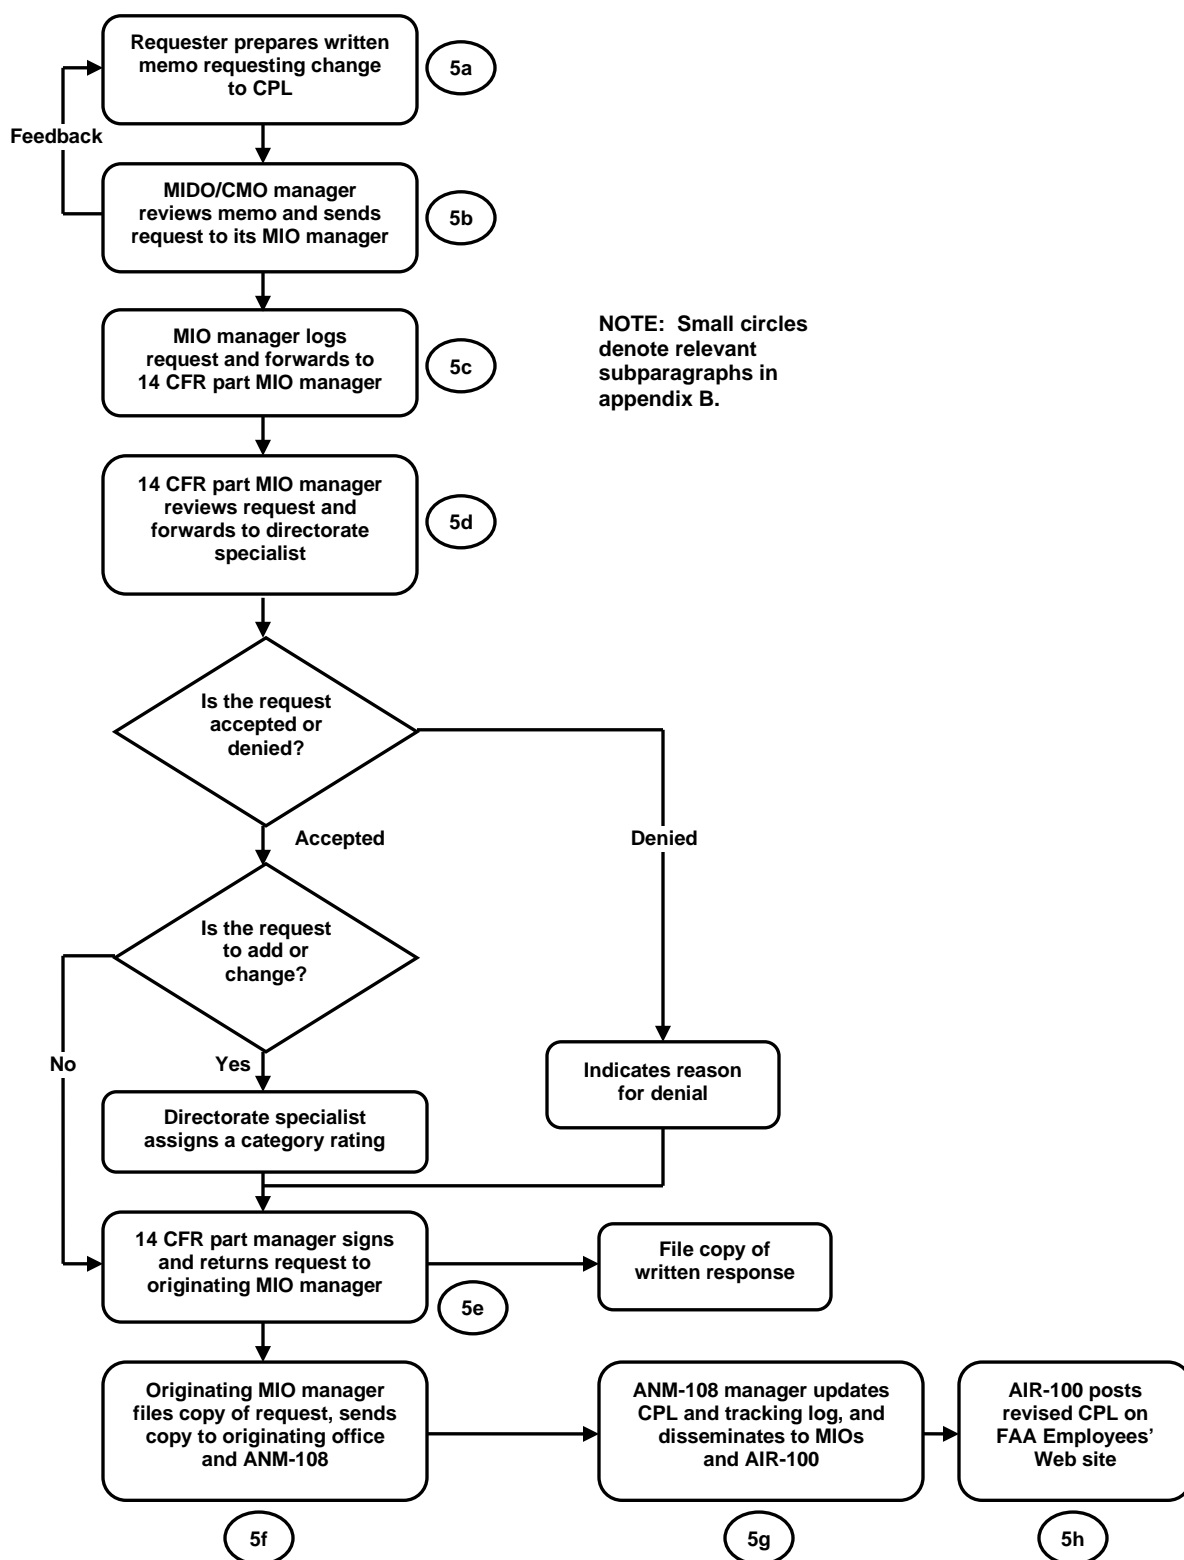 Requester prepares written
memo requesting change
to CPL
5a
Feedback
MIDO/CMO manager
reviews memo and sends
request to its MIO manager
5b
MIO manager logs
request and forwards to
14 CFR part MIO manager
5c
NOTE: Small circles
denote relevant
subparagraphs in
appendix B.
14 CFR part MIO manager
reviews request and
forwards to directorate
specialist
5d
Is the request
accepted or
denied?
Accepted
Denied
Is the request
to add or
change?
No
Yes
Indicates reason
for denial
Directorate specialist
assigns a category rating
14 CFR part manager signs
and returns request to
originating MIO manager
5e
File copy of
written response
Originating MIO manager
files copy of request, sends
copy to originating office
and ANM-108
5f
ANM-108 manager updates
CPL and tracking log, and
disseminates to MIOs
and AIR-100
5g
AIR-100 posts
revised CPL on
FAA Employees’
Web site
5h